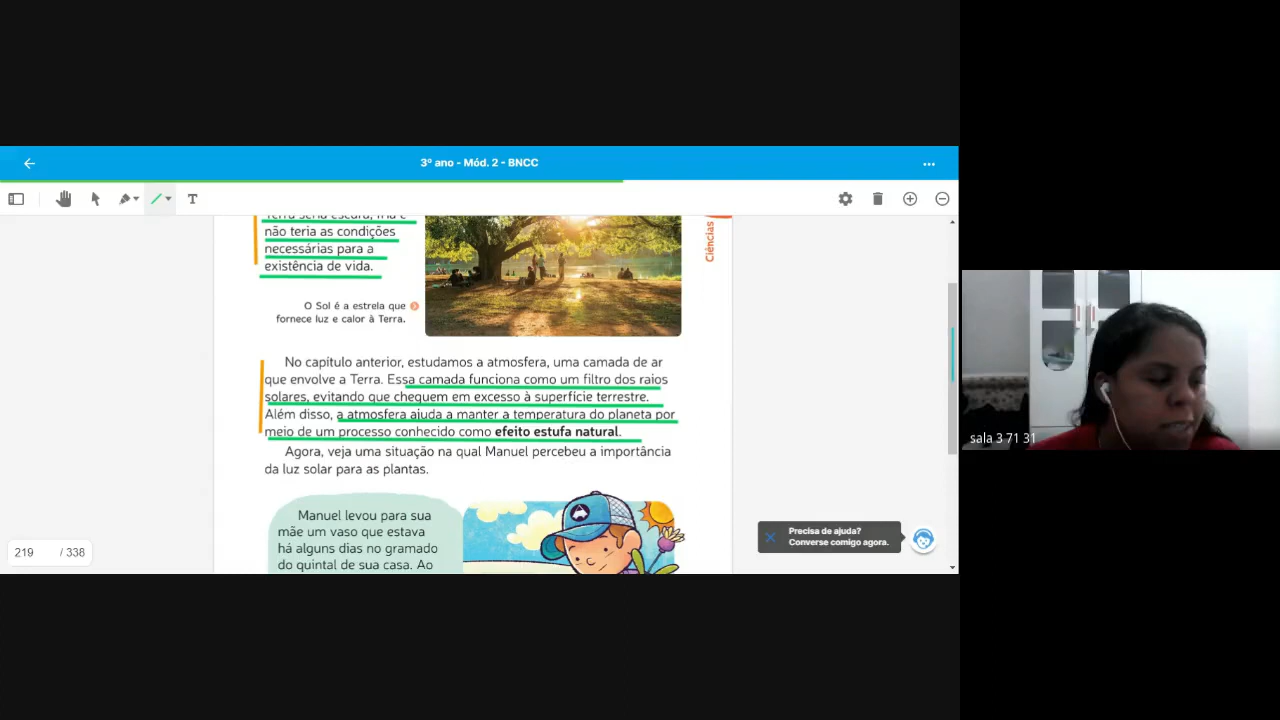 3º ano - Mód. 2 - BNCC
T
Terra seria escura, fria e
não teria as condições
necessárias para a
existência de vida.
O Sol é a estrela que
fornece luz e calor à Terra.
Ciências
No capítulo anterior, estudamos a atmosfera, uma camada de ar
que envolve a Terra. Essa camada funciona como um filtro dos raios
solares, evitando que cheguem em excesso à superfície terrestre.
Além disso, a atmosfera ajuda a manter a temperatura do planeta por
meio de um processo conhecido como efeito estufa natural.
Agora, veja uma situação na qual Manuel percebeu a importância
da luz solar para as plantas.
Manuel levou para sua
mãe um vaso que estava
há alguns dias no gramado
do quintal de sua casa. Ao
219 / 338
Precisa de ajuda?
Converse comigo agora.
sala 3 71 31